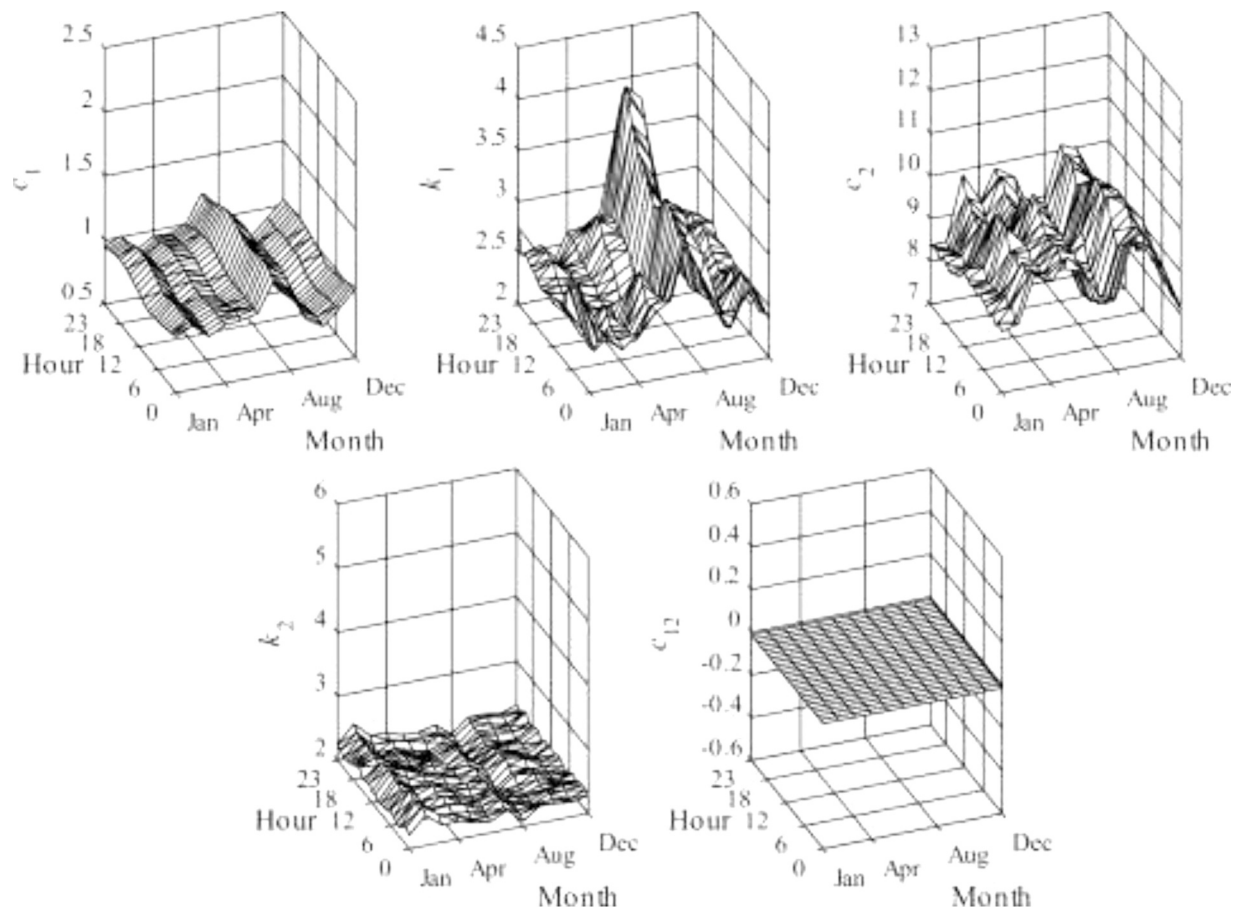 2.5
2
1.5
1
0.5
c1
23
18
Hour 12
6
0
Jan
Apr
Aug
Dec
Month
4.5
4
3.5
3
2.5
2
k1
23
18
Hour 12
6
0
Jan
Apr
Aug
Dec
Month
13
12
11
10
9
8
7
c2
23
18
Hour 12
6
0
Jan
Apr
Aug
Dec
Month
6
5
4
3
2
k2
23
18
Hour 12
6
0
Jan
Apr
Aug
Dec
Month
0.6
0.4
0.2
0
-0.2
-0.4
-0.6
c12
23
18
Hour 12
6
0
Jan
Apr
Aug
Dec
Month